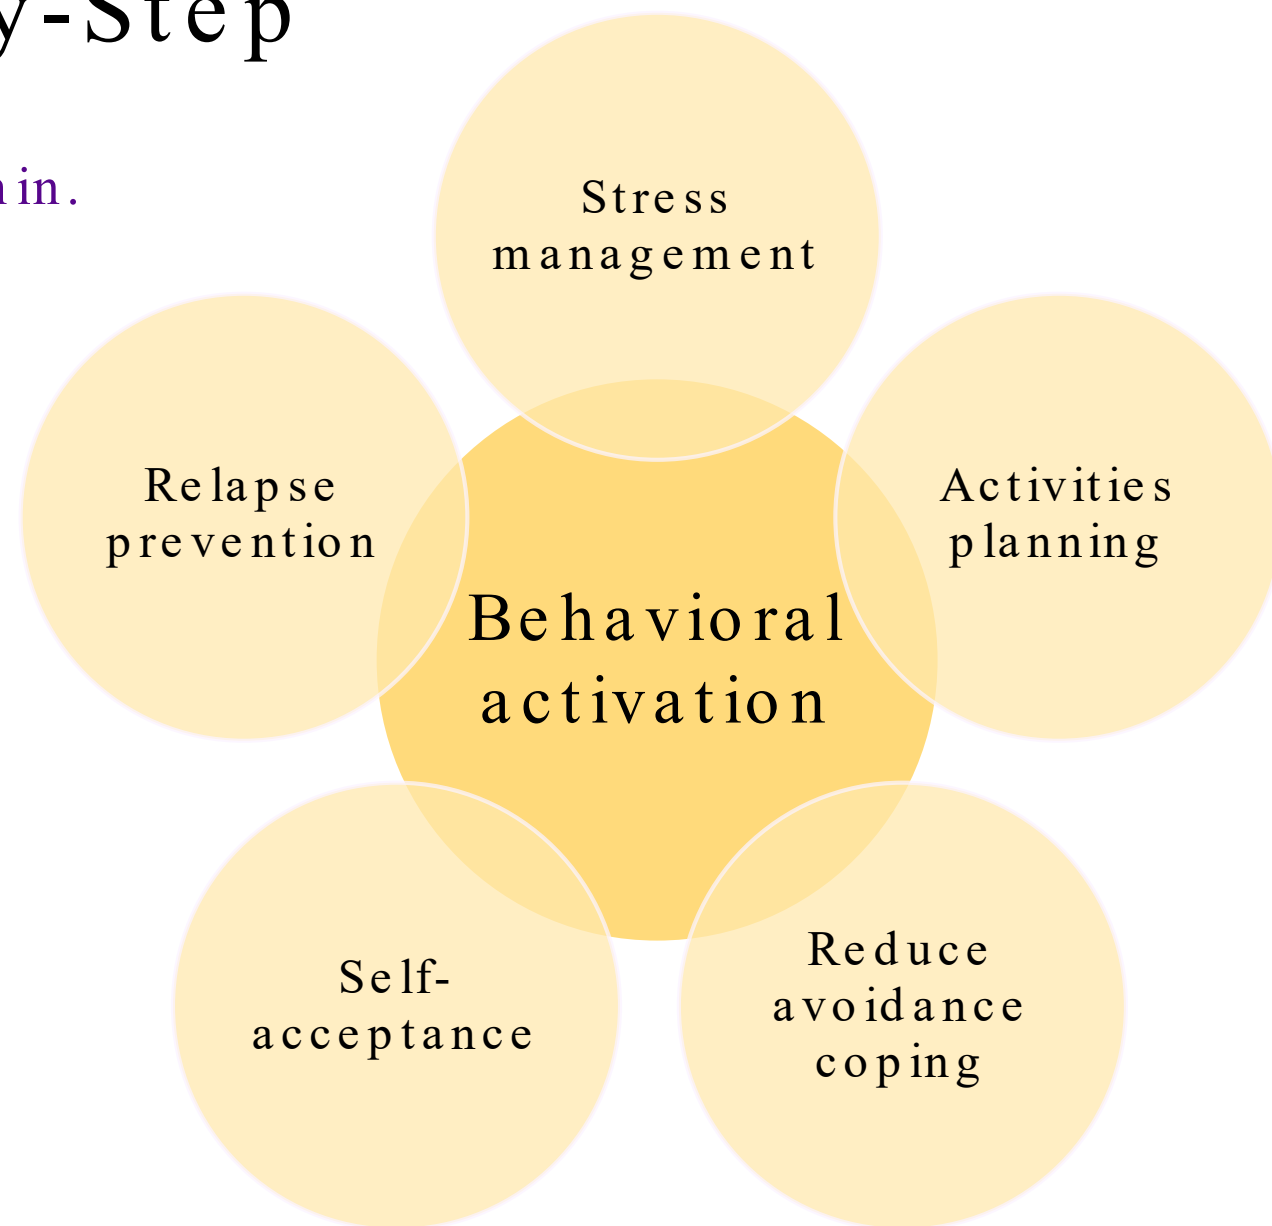 y-Step
in.
Stress
management
Relapse
prevention
Activities
planning
Behavioral
activation
Self-
acceptance
Reduce
avoidance
coping